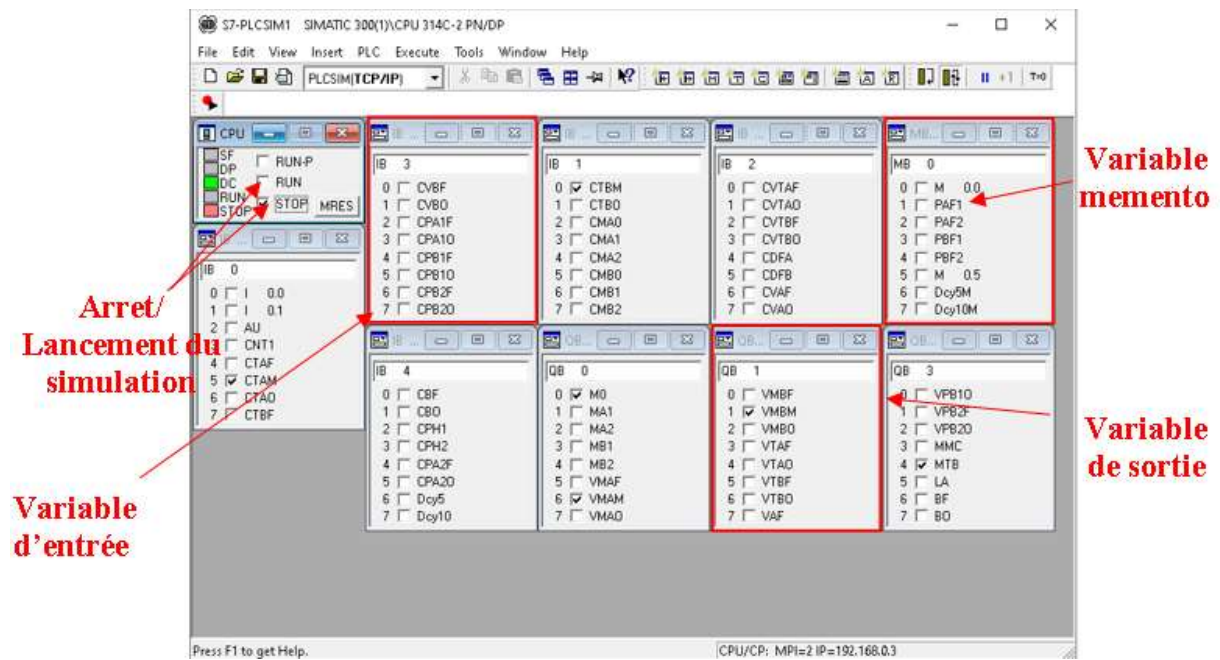 S7-PLCSIM1 SIMATIC 300(1)\CPU 314C-2 PN/DP
File Edit View Insert PLC Execute Tools Window Help
PLCSIM(TCP/IP)
+1 T=0
CPU
SF
DP
DC
RUN
STOP
RUN-P
RUN
STOP
MRES
IB 0
0 I 0.0
1 I 0.1
2 AU
3 CNT1
4 CTAF
5 CTAM
6 CTAO
7 CTBF
IB ...
IB 3
0 CVBF
1 CVBO
2 CPA1F
3 CPA1O
4 CPB1F
5 CPB1O
6 CPB2F
7 CPB2O
IB ...
IB 1
0 CTBM
1 CTBO
2 CMA0
3 CMA1
4 CMA2
5 CMB0
6 CMB1
7 CMB2
IB ...
IB 2
0 CVTAF
1 CVTAO
2 CVTBF
3 CVTBO
4 CDFA
5 CDFB
6 CVAF
7 CVAO
MB...
MB 0
0 M 0.0
1 PAF1
2 PAF2
3 PBF1
4 PBF2
5 M 0.5
6 Dcy5M
7 Dcy10M
IB ...
IB 4
0 CBF
1 CBO
2 CPH1
3 CPH2
4 CPA2F
5 CPA2O
6 Dcy5
7 Dcy10
QB...
QB 0
0 M0
1 MA1
2 MA2
3 MB1
4 MB2
5 VMAF
6 VMAM
7 VMAO
QB...
QB 1
0 VMBF
1 VMBM
2 VMBO
3 VTAF
4 VTAO
5 VTBF
6 VTBO
7 VAF
QB...
QB 3
0 VPB1O
1 VPB2F
2 VPB2O
3 MMC
4 MTB
5 LA
6 BF
7 BO
Variable
memento
Arret/
Lancement du
simulation
Variable
d'entrée
Variable
de sortie
Press F1 to get Help.
CPU/CP: MPI=2 IP=192.168.0.3